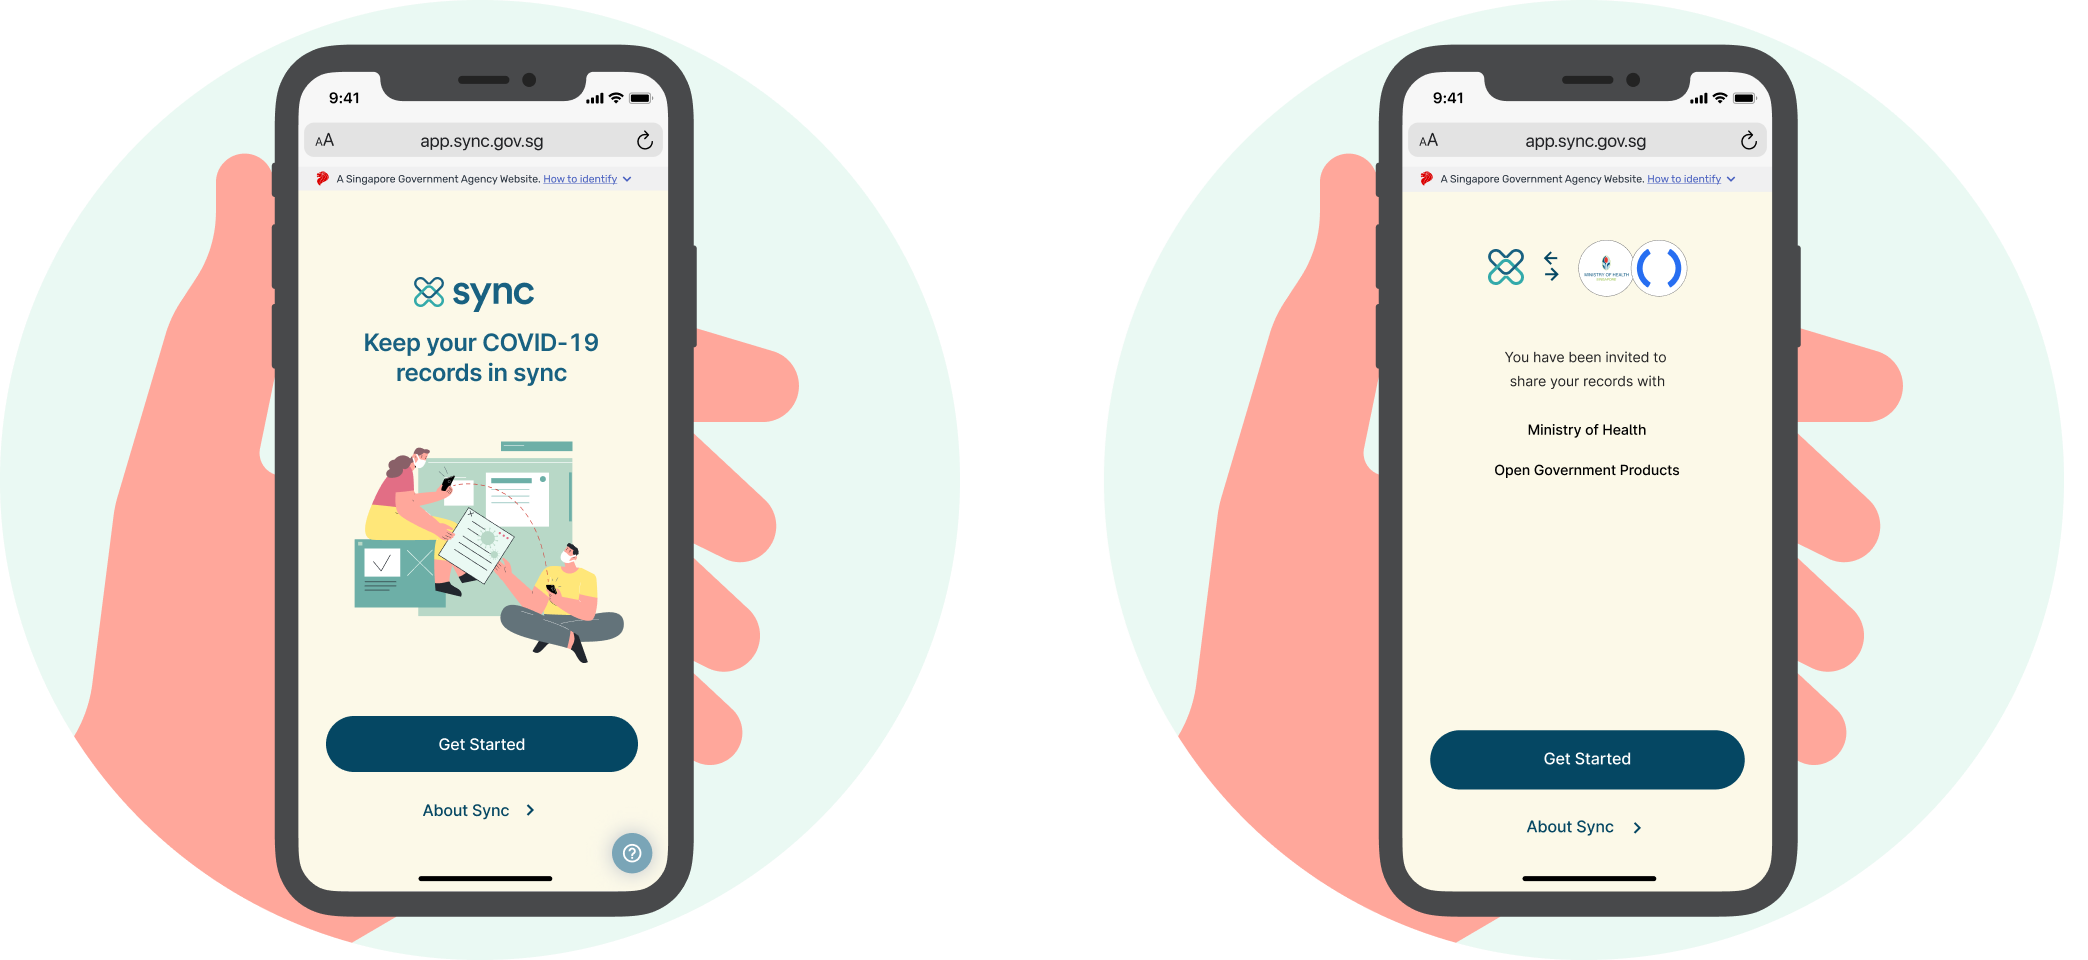 9:41
AA
app.sync.gov.sg
A Singapore Government Agency Website. How to identify
sync
Keep your COVID-19
records in sync
Get Started
About Sync
9:41
AA
app.sync.gov.sg
A Singapore Government Agency Website. How to identify
MINISTRY OF HEALTH
SINGAPORE
You have been invited to
share your records with
Ministry of Health
Open Government Products
Get Started
About Sync